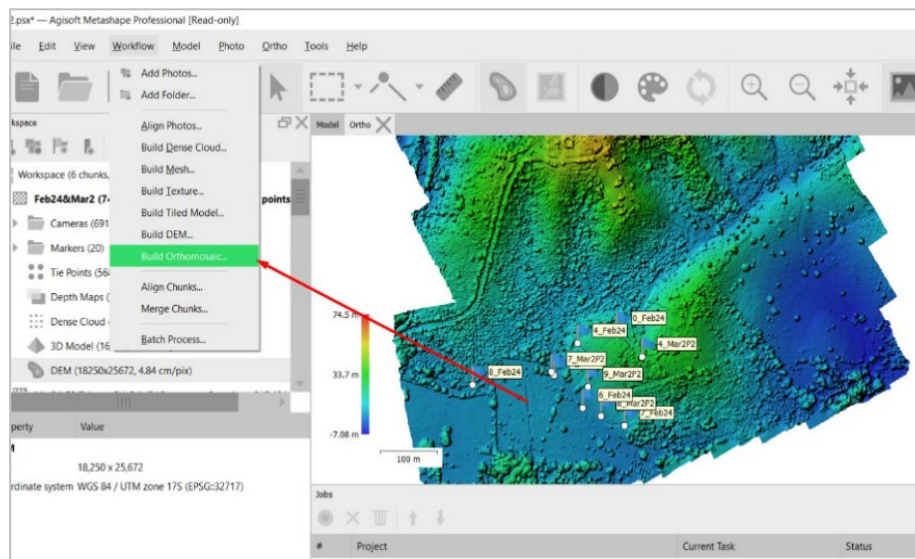 2.psx* — Agisoft Metashape Professional [Read-only]
ile Edit View Workflow Model Photo Ortho Tools Help
Add Photos...
Add Folder...
Align Photos...
Build Dense Cloud...
Build Mesh...
Build Texture...
Build Tiled Model...
Build DEM...
Build Orthomosaic...
Align Chunks...
Merge Chunks...
Batch Process...
kspace
Workspace (6 chunks,
Feb24&Mar2 (7 points
Cameras (691
Markers (20)
Tie Points (56
Depth Maps (
Dense Cloud
3D Model (16
DEM (18250x25672, 4.84 cm/pix)
perty Value
M
18,250 x 25,672
rdinate system WGS 84 / UTM zone 17S (EPSG::32717)
Model Ortho
74.5 m
33.7 m
-7.08 m
100 m
0_Feb24
4_Feb24
4_Mar2P2
7_Mar2P2
8_Feb24
9_Mar2P2
6_Feb24
8_Mar2P2
7_Feb24
Jobs
# Project Current Task Status